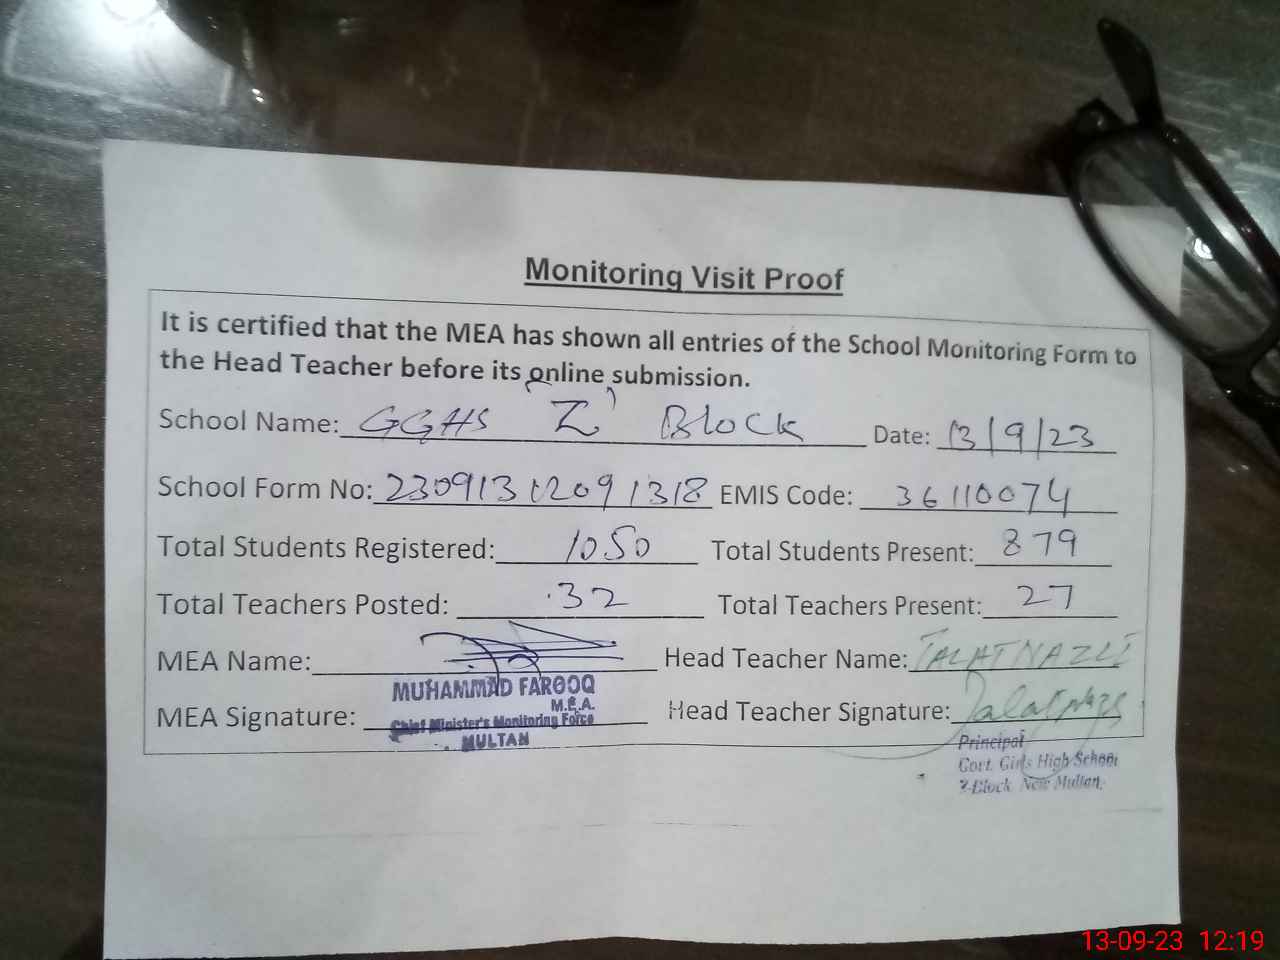 Monitoring Visit Proof
It is certified that the MEA has shown all entries of the School Monitoring Form to
the Head Teacher before its online submission.
School Name: GGHS 'Z' Block Date: 13/9/23
School Form No: 23091312091318 EMIS Code: 36110074
Total Students Registered: 1050 Total Students Present: 879
Total Teachers Posted: 32 Total Teachers Present: 27
MEA Name: Head Teacher Name: TALAT NAZLI
MUHAMMAD FAROOQ
M.E.A.
MEA Signature: Head Teacher Signature:
Chief Minister's Monitoring Force
MULTAN
Principal
Govt. Girls High School
Z-Block New Multan.
13-09-23 12:19